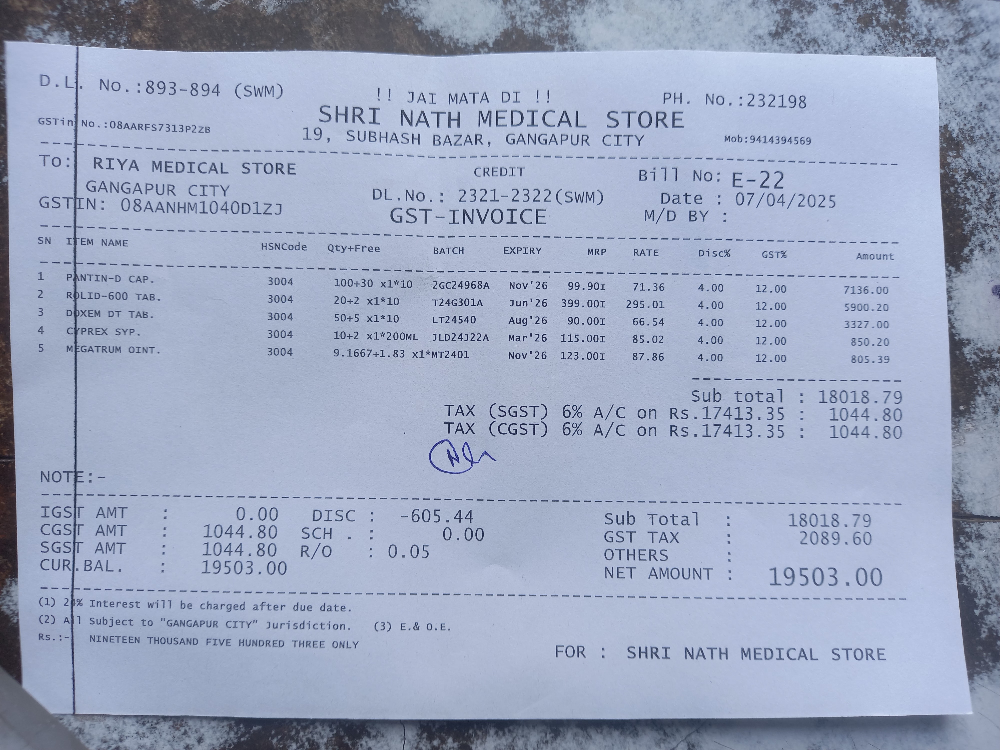 D.L. No.:893-894 (SWM) !! JAI MATA DI !! PH. No.:232198
GSTin No.:08AARFS7313P2ZB SHRI NATH MEDICAL STORE
19, SUBHASH BAZAR, GANGAPUR CITY Mob:9414394569
To: RIYA MEDICAL STORE CREDIT Bill No: E-22
GANGAPUR CITY DL.No.: 2321-2322(SWM) Date : 07/04/2025
GSTIN: 08AANHM1040D1ZJ GST-INVOICE M/D BY :
SN ITEM NAME HSNCode Qty+Free BATCH EXPIRY MRP RATE Disc% GST% Amount
1 PANTIN-D CAP. 3004 100+30 x1*10 2GC24968A Nov'26 99.90I 71.36 4.00 12.00 7136.00
2 ROLID-600 TAB. 3004 20+2 x1*10 T24G301A Jun'26 399.00I 295.01 4.00 12.00 5900.20
3 DOXEM DT TAB. 3004 50+5 x1*10 LT24540 Aug'26 90.00I 66.54 4.00 12.00 3327.00
4 CYPREX SYP. 3004 10+2 x1*200ML JLD24J22A Mar'26 115.00I 85.02 4.00 12.00 850.20
5 MEGATRUM OINT. 3004 9.1667+1.83 x1*MT2401 Nov'26 123.00I 87.86 4.00 12.00 805.39
Sub total : 18018.79
TAX (SGST) 6% A/C on Rs.17413.35 : 1044.80
TAX (CGST) 6% A/C on Rs.17413.35 : 1044.80
NOTE:-
IGST AMT : 0.00 DISC : -605.44 Sub Total : 18018.79
CGST AMT : 1044.80 SCH . : 0.00 GST TAX : 2089.60
SGST AMT : 1044.80 R/O : 0.05 OTHERS :
CUR.BAL. : 19503.00 NET AMOUNT : 19503.00
(1) 24% Interest will be charged after due date.
(2) All Subject to "GANGAPUR CITY" Jurisdiction. (3) E.& O.E.
Rs.:- NINETEEN THOUSAND FIVE HUNDRED THREE ONLY
FOR : SHRI NATH MEDICAL STORE